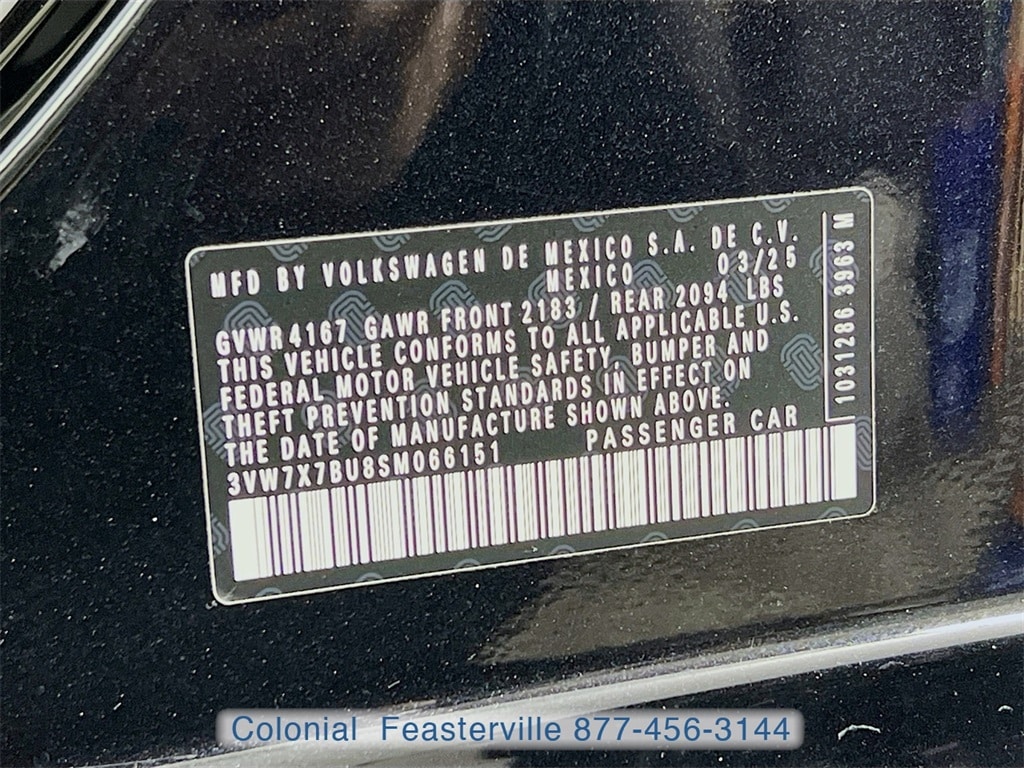 MFD BY VOLKSWAGEN DE MEXICO S.A. DE C.V.
MEXICO 03/25
GVWR 4167 GAWR FRONT 2183 / REAR 2094 LBS
THIS VEHICLE CONFORMS TO ALL APPLICABLE U.S.
FEDERAL MOTOR VEHICLE SAFETY, BUMPER AND
THEFT PREVENTION STANDARDS IN EFFECT ON
THE DATE OF MANUFACTURE SHOWN ABOVE.
3VW7X7BU8SM066151 PASSENGER CAR
1031286 3963 M
Colonial Feasterville 877-456-3144